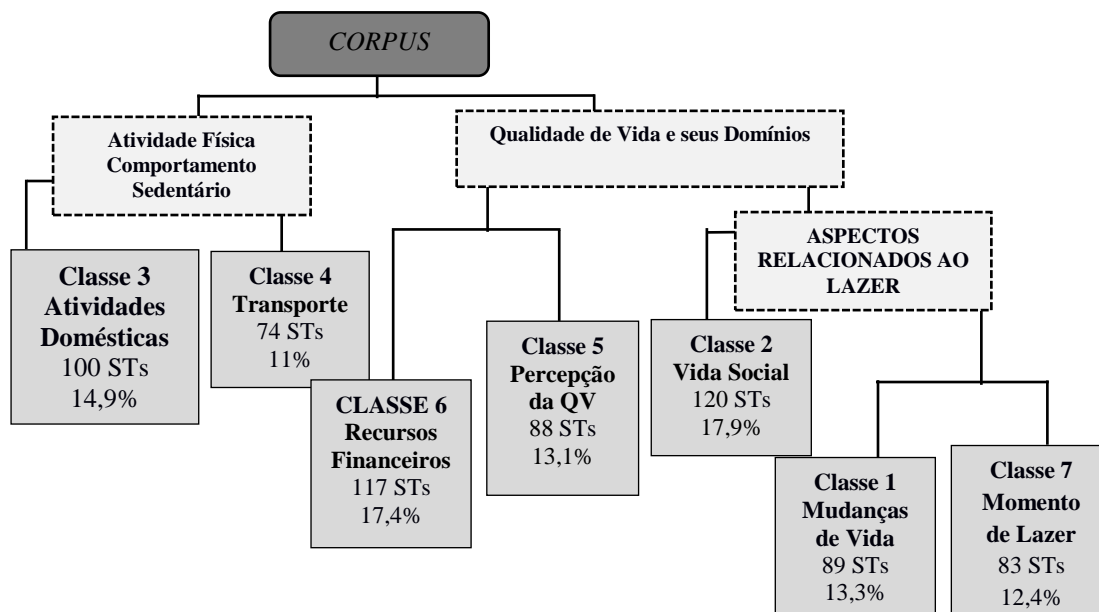 CORPUS
Atividade Física
Comportamento
Sedentário
Qualidade de Vida e seus Domínios
ASPECTOS
RELACIONADOS AO
LAZER
Classe 3
Atividades
Domésticas
100 STs
14,9%
Classe 4
Transporte
74 STs
11%
CLASSE 6
Recursos
Financeiros
117 STs
17,4%
Classe 5
Percepção
da QV
88 STs
13,1%
Classe 2
Vida Social
120 STs
17,9%
Classe 1
Mudanças
de Vida
89 STs
13,3%
Classe 7
Momento
de Lazer
83 STs
12,4%